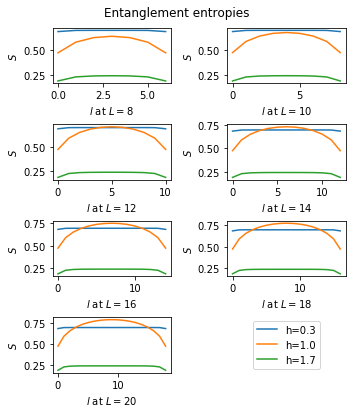 Entanglement entropies
0.50
0.25
S
0.0 2.5 5.0
l at L = 8
0.50
0.25
S
0 5
l at L = 10
0.50
0.25
S
0 5 10
l at L = 12
0.75
0.50
0.25
S
0 5 10
l at L = 14
0.75
0.50
0.25
S
0 10
l at L = 16
0.75
0.50
0.25
S
0 10
l at L = 18
0.75
0.50
0.25
S
0 10
l at L = 20
h=0.3
h=1.0
h=1.7